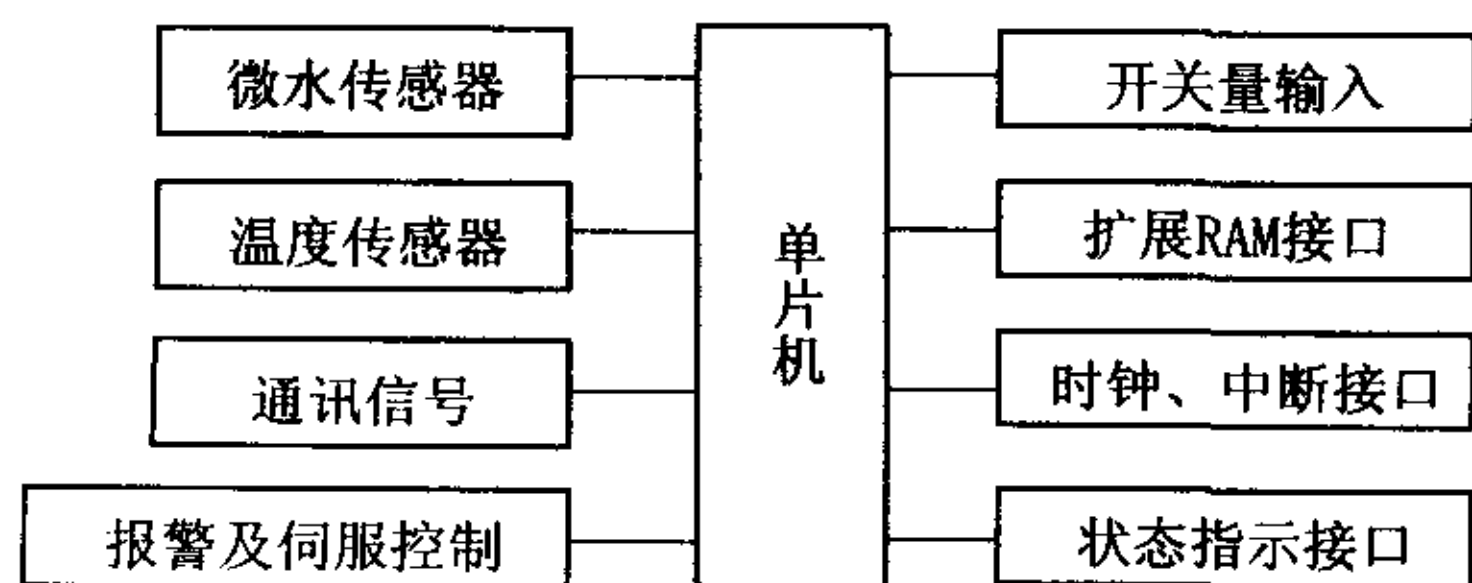 微水传感器
温度传感器
通讯信号
报警及伺服控制
单片机
开关量输入
扩展RAM接口
时钟、中断接口
状态指示接口